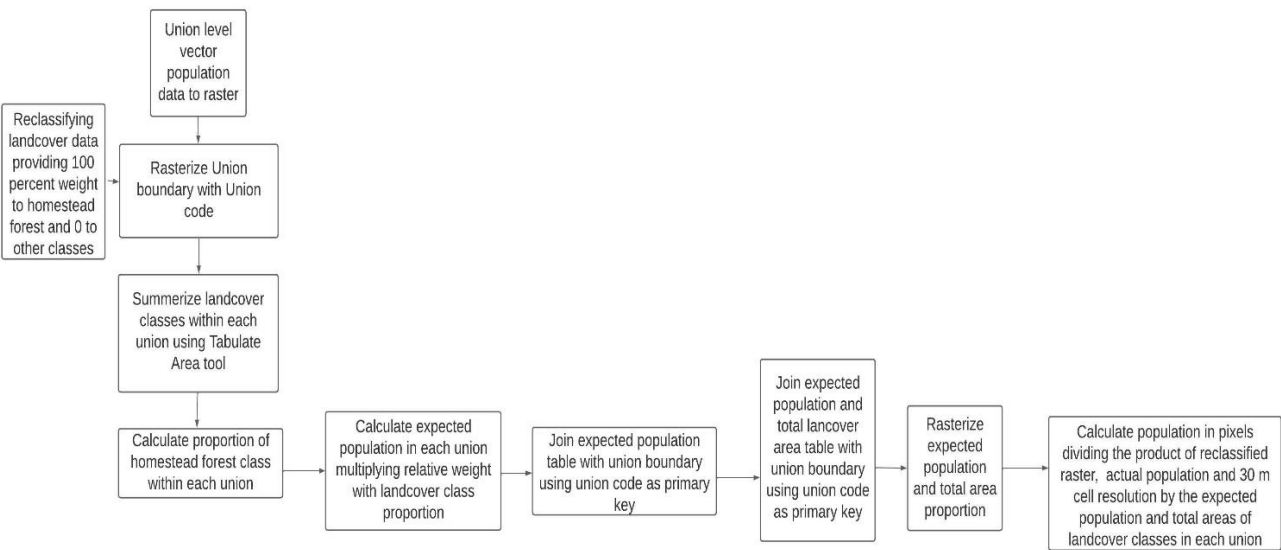 Union level
vector
population
data to raster
Reclassifying
landcover data
providing 100
percent weight
to homestead
forest and 0 to
other classes
Rasterize Union
boundary with Union
code
Summerize landcover
classes within each
union using Tabulate
Area tool
Calculate proportion of
homestead forest class
within each union
Calculate expected
population in each union
multiplying relative weight
with landcover class
proportion
Join expected population
table with union boundary
using union code as primary
key
Join expected
population and
total lancover
area table with
union boundary
using union code
as primary key
Rasterize
expected
population
and total area
proportion
Calculate population in pixels
dividing the product of reclassified
raster, actual population and 30 m
cell resolution by the expected
population and total areas of
landcover classes in each union